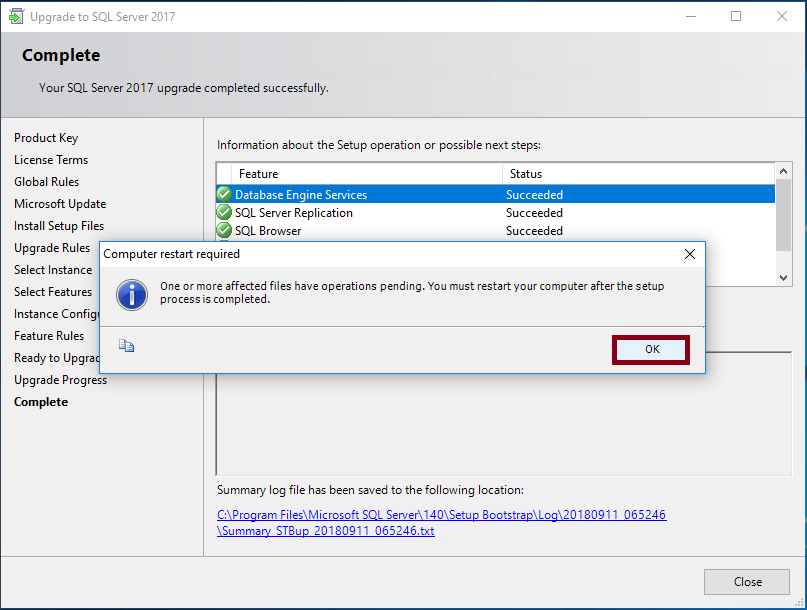 Upgrade to SQL Server 2017
Complete
Your SQL Server 2017 upgrade completed successfully.
Product Key
License Terms
Global Rules
Microsoft Update
Install Setup Files
Upgrade Rules
Select Instance
Select Features
Instance Config
Feature Rules
Ready to Upgrad
Upgrade Progress
Complete
Information about the Setup operation or possible next steps:
Feature Status
Database Engine Services Succeeded
SQL Server Replication Succeeded
SQL Browser Succeeded
Computer restart required
One or more affected files have operations pending. You must restart your computer after the setup
process is completed.
OK
Summary log file has been saved to the following location:
C:\Program Files\Microsoft SQL Server\140\Setup Bootstrap\Log\20180911_065246
\Summary_STBup_20180911_065246.txt
Close